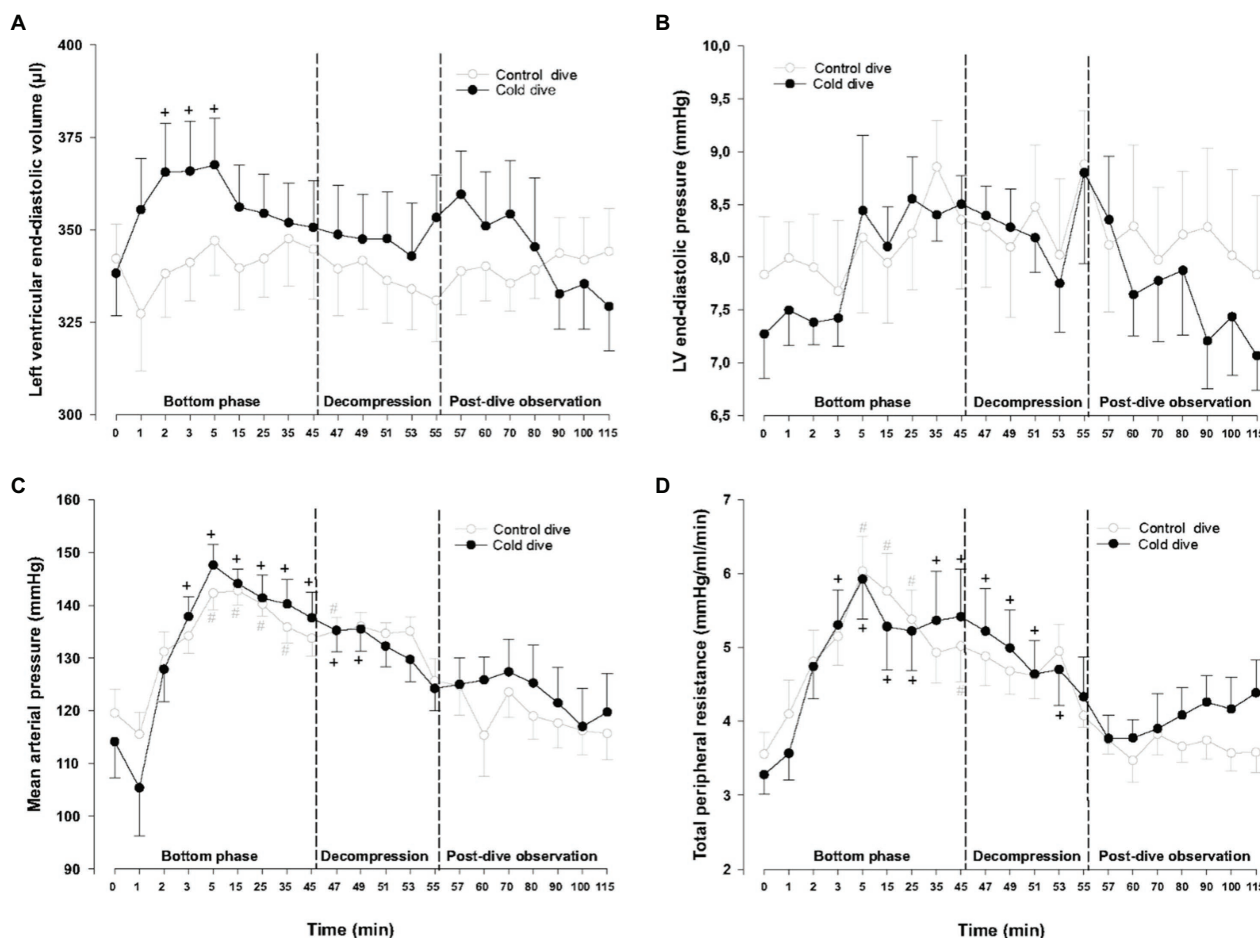 A
Left ventricular end-diastolic volume (µl)
400
375
350
325
300
Control dive
Cold dive
+ + +
Bottom phase Decompression Post-dive observation
0 1 2 3 5 15 25 35 45 47 49 51 53 55 57 60 70 80 90 100 115
B
LV end-diastolic pressure (mmHg)
10,0
9,5
9,0
8,5
8,0
7,5
7,0
6,5
Control dive
Cold dive
Bottom phase Decompression Post-dive observation
0 1 2 3 5 15 25 35 45 47 49 51 53 55 57 60 70 80 90 100 115
C
Mean arterial pressure (mmHg)
160
150
140
130
120
110
100
90
Control dive
Cold dive
+ + + + + +
# # # # #
+ +
Bottom phase Decompression Post-dive observation
0 1 2 3 5 15 25 35 45 47 49 51 53 55 57 60 70 80 90 100 115
Time (min)
D
Total peripheral resistance (mmHg/ml/min)
7
6
5
4
3
2
Control dive
Cold dive
# # # #
+ + + + + + + + + +
Bottom phase Decompression Post-dive observation
0 1 2 3 5 15 25 35 45 47 49 51 53 55 57 60 70 80 90 100 115
Time (min)